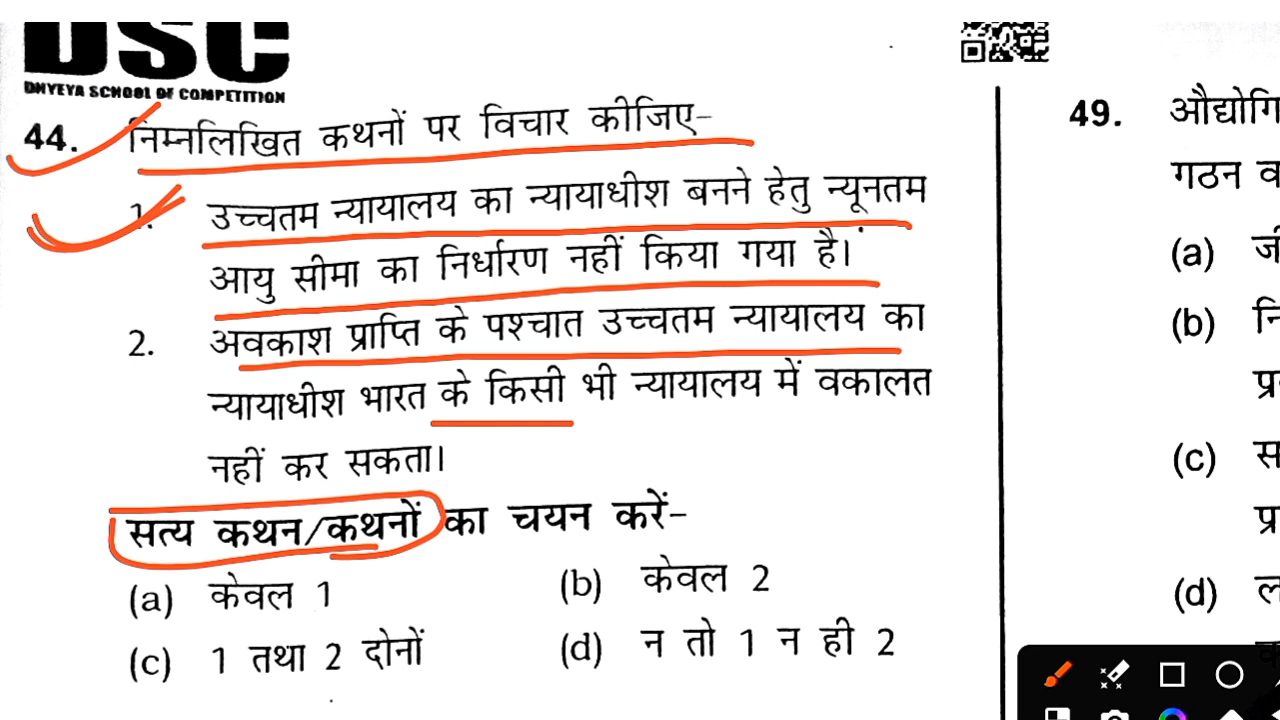 DSC
DHYEYA SCHOOL OF COMPETITION
44. निम्नलिखित कथनों पर विचार कीजिए-
1. उच्चतम न्यायालय का न्यायाधीश बनने हेतु न्यूनतम
आयु सीमा का निर्धारण नहीं किया गया है।
2. अवकाश प्राप्ति के पश्चात उच्चतम न्यायालय का
न्यायाधीश भारत के किसी भी न्यायालय में वकालत
नहीं कर सकता।
सत्य कथन/कथनों का चयन करें-
(a) केवल 1
(b) केवल 2
(c) 1 तथा 2 दोनों
(d) न तो 1 न ही 2
49.
गठन
(a)
(b)
(c)
(d)